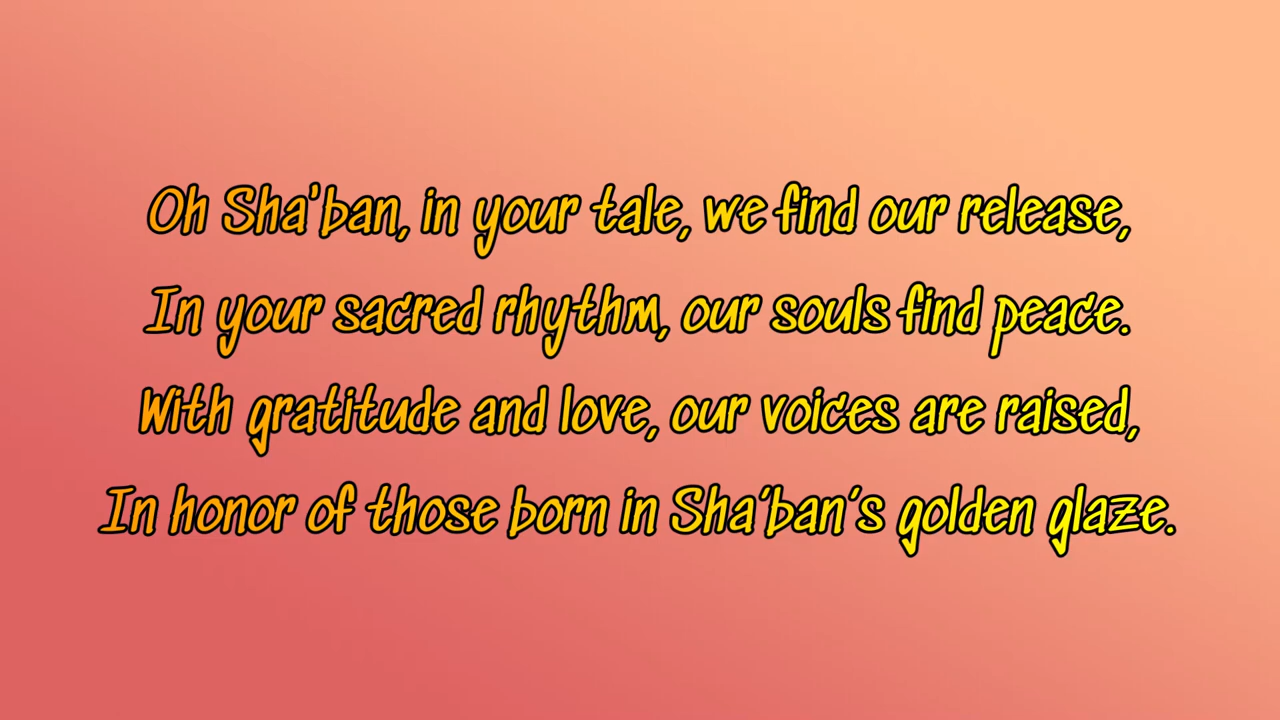 Oh Sha'ban, in your tale, we find our release,
In your sacred rhythm, our souls find peace.
With gratitude and love, our voices are raised,
In honor of those born in Sha'ban's golden glaze.